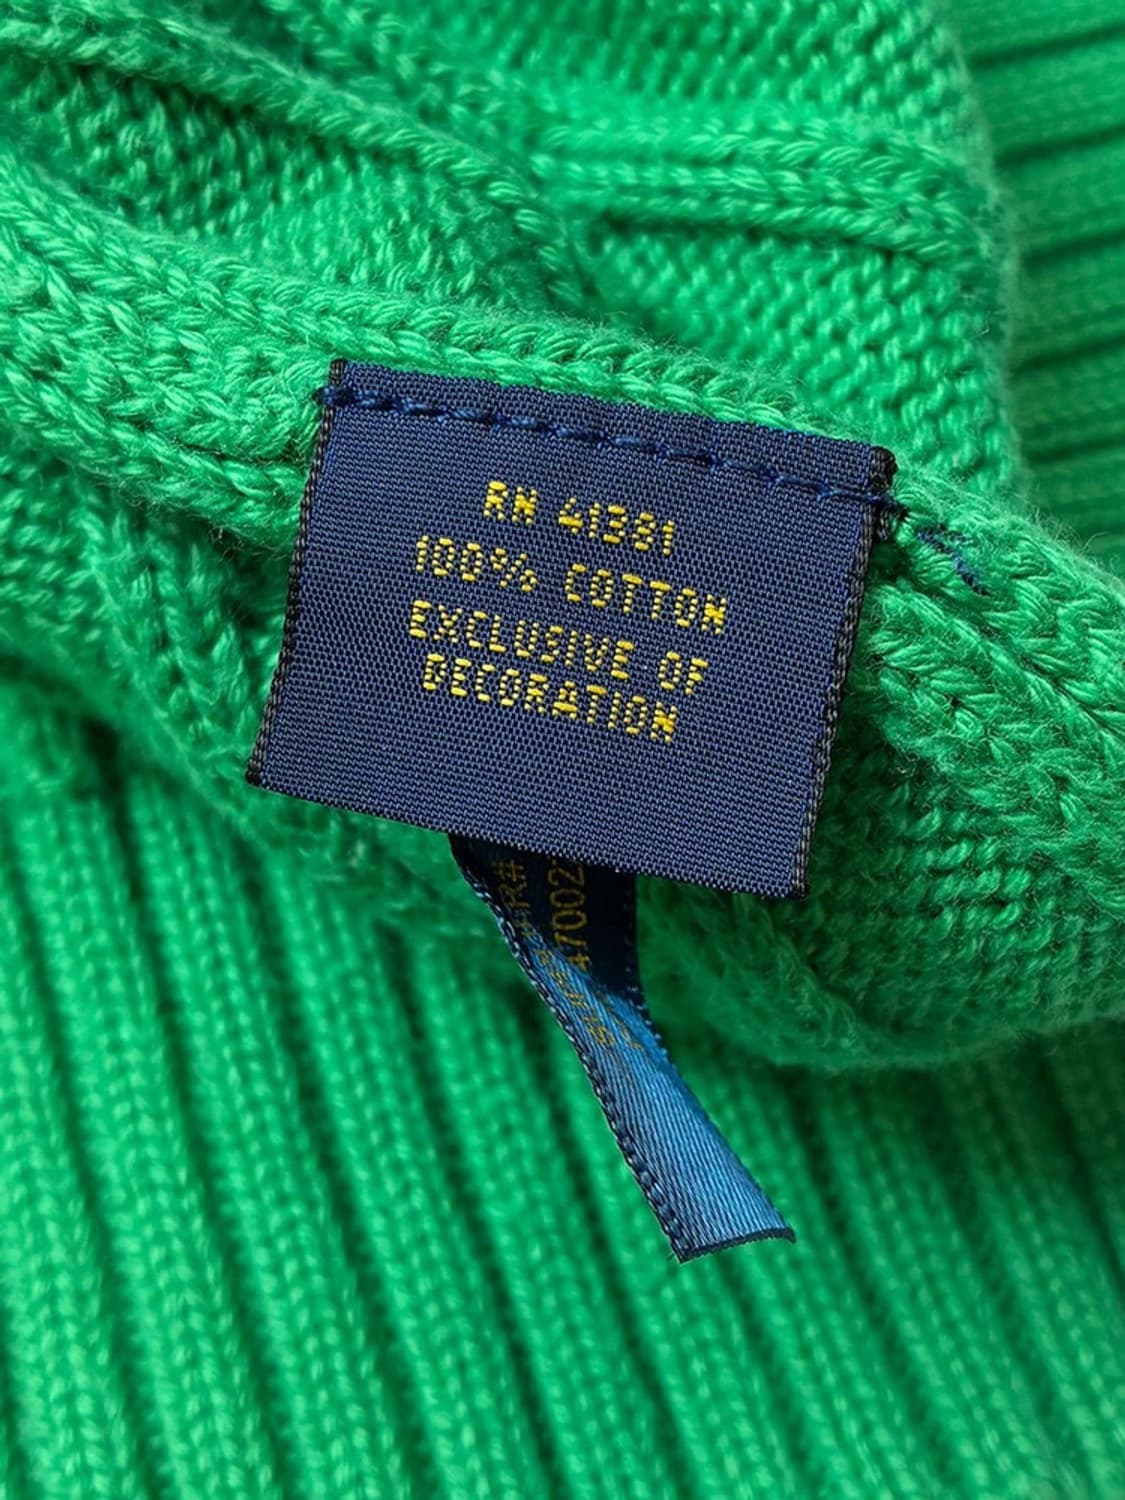 RN 41381
100% COTTON
EXCLUSIVE OF
DECORATION